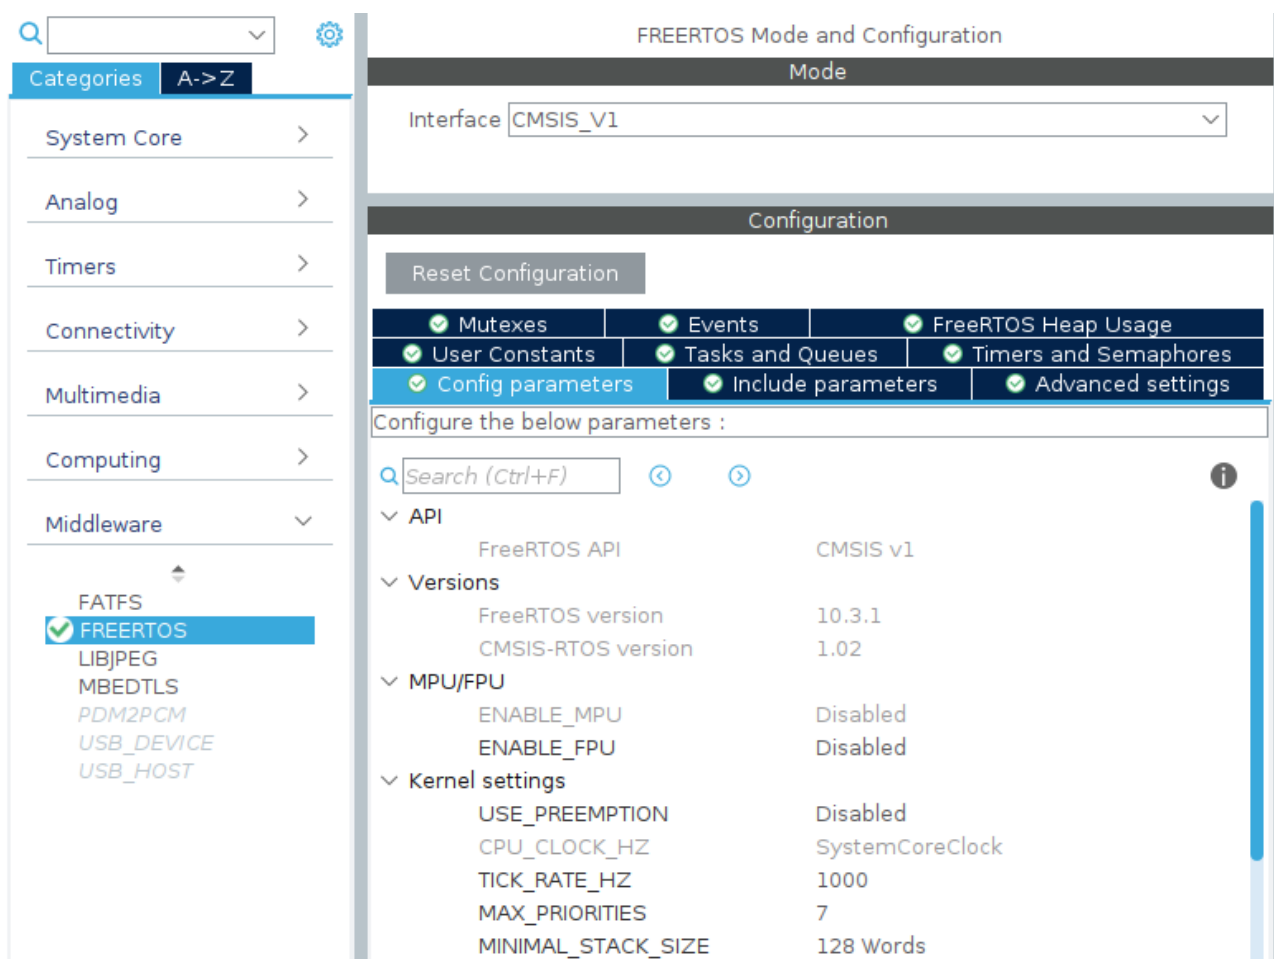 Categories
A->Z
System Core
Analog
Timers
Connectivity
Multimedia
Computing
Middleware
FATFS
FREERTOS
LIBJPEG
MBEDTLS
PDM2PCM
USB_DEVICE
USB_HOST
FREERTOS Mode and Configuration
Mode
Interface CMSIS_V1
Configuration
Reset Configuration
Mutexes Events FreeRTOS Heap Usage
User Constants Tasks and Queues Timers and Semaphores
Config parameters Include parameters Advanced settings
Configure the below parameters :
Search (Ctrl+F)
API
FreeRTOS API CMSIS v1
Versions
FreeRTOS version 10.3.1
CMSIS-RTOS version 1.02
MPU/FPU
ENABLE_MPU Disabled
ENABLE_FPU Disabled
Kernel settings
USE_PREEMPTION Disabled
CPU_CLOCK_HZ SystemCoreClock
TICK_RATE_HZ 1000
MAX_PRIORITIES 7
MINIMAL_STACK_SIZE 128 Words